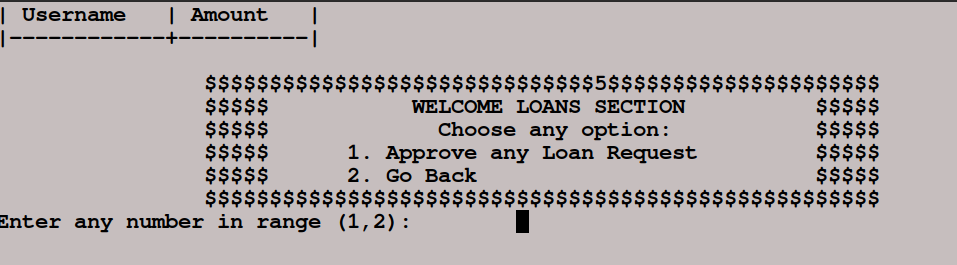 | Username   | Amount   |
|------------+----------|
$$$$$$$$$$$$$$$$$$$$$$$$$$$$$$5$$$$$$$$$$$$$$$$$$$$$
$$$$$           WELCOME LOANS SECTION          $$$$$
$$$$$             Choose any option:           $$$$$
$$$$$      1. Approve any Loan Request         $$$$$
$$$$$      2. Go Back                          $$$$$
$$$$$$$$$$$$$$$$$$$$$$$$$$$$$$$$$$$$$$$$$$$$$$$$$$$$
Enter any number in range (1,2):